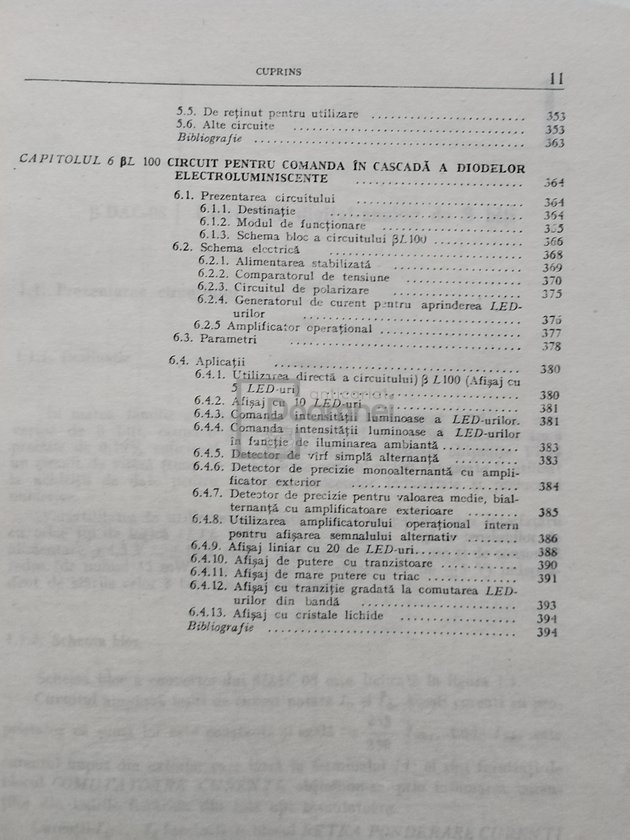 CUPRINS 11
5.5. De reținut pentru utilizare .................... 353
5.6. Alte circuite .................... 353
Bibliografie .................... 363
CAPITOLUL 6 βL 100 CIRCUIT PENTRU COMANDA ÎN CASCADĂ A DIODELOR
ELECTROLUMINISCENTE .................... 364
6.1. Prezentarea circuitului .................... 364
6.1.1. Destinație .................... 364
6.1.2. Modul de funcționare .................... 365
6.1.3. Schema bloc a circuitului βL100 .................... 366
6.2. Schema electrică .................... 368
6.2.1. Alimentarea stabilizată .................... 369
6.2.2. Comparatorul de tensiune .................... 370
6.2.3. Circuitul de polarizare .................... 375
6.2.4. Generatorul de curent pentru aprinderea LED-
urilor .................... 376
6.2.5 Amplificator operațional .................... 377
6.3. Parametri .................... 378
6.4. Aplicații .................... 380
6.4.1. Utilizarea directă a circuitului) β L100 (Afișaj cu
5 LED-uri .................... 380
6.4.2. Afișaj cu 10 LED-uri .................... 381
6.4.3. Comanda intensității luminoase a LED-urilor. 381
6.4.4. Comanda intensității luminoase a LED-urilor
în funcție de iluminarea ambiantă .................... 383
6.4.5. Detector de vîrf simplă alternanță .................... 383
6.4.6. Detector de precizie monoalternanță cu ampli-
ficator exterior .................... 384
6.4.7. Detector de precizie pentru valoarea medie, bial-
ternanță cu amplificatoare exterioare .................... 385
6.4.8. Utilizarea amplificatorului operațional intern
pentru afișarea semnalului alternativ .................... 386
6.4.9. Afișaj liniar cu 20 de LED-uri .................... 388
6.4.10. Afișaj de putere cu tranzistoare .................... 390
6.4.11. Afișaj de mare putere cu triac .................... 391
6.4.12. Afișaj cu tranziție gradată la comutarea LED-
urilor din bandă .................... 393
6.4.13. Afișaj cu cristale lichide .................... 394
Bibliografie .................... 394